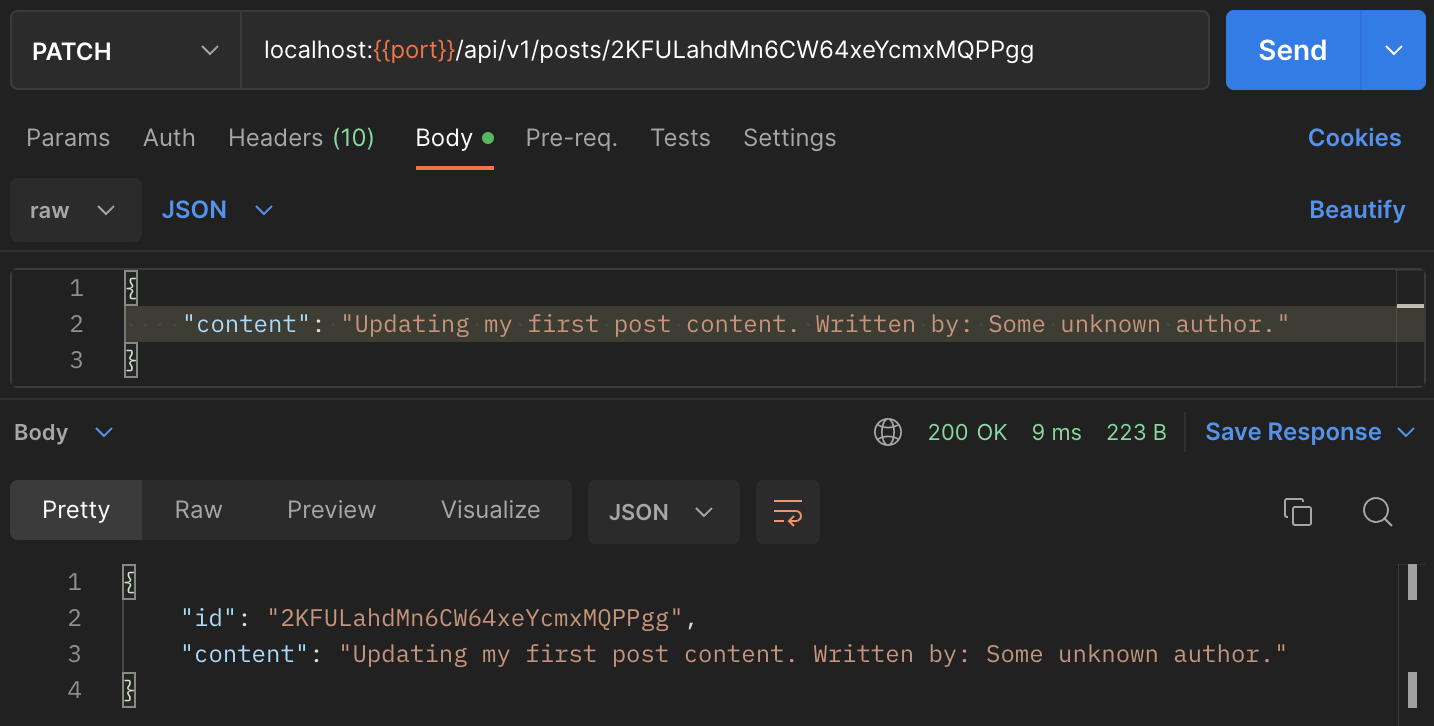 PATCH localhost:{{port}}/api/v1/posts/2KFULahdMn6CW64xeYcmxMQPPgg Send
Params Auth Headers (10) Body Pre-req. Tests Settings Cookies
raw JSON Beautify
1 {
2 "content": "Updating my first post content. Written by: Some unknown author."
3 }
Body 200 OK 9 ms 223 B Save Response
Pretty Raw Preview Visualize JSON
1 {
2 "id": "2KFULahdMn6CW64xeYcmxMQPPgg",
3 "content": "Updating my first post content. Written by: Some unknown author."
4 }